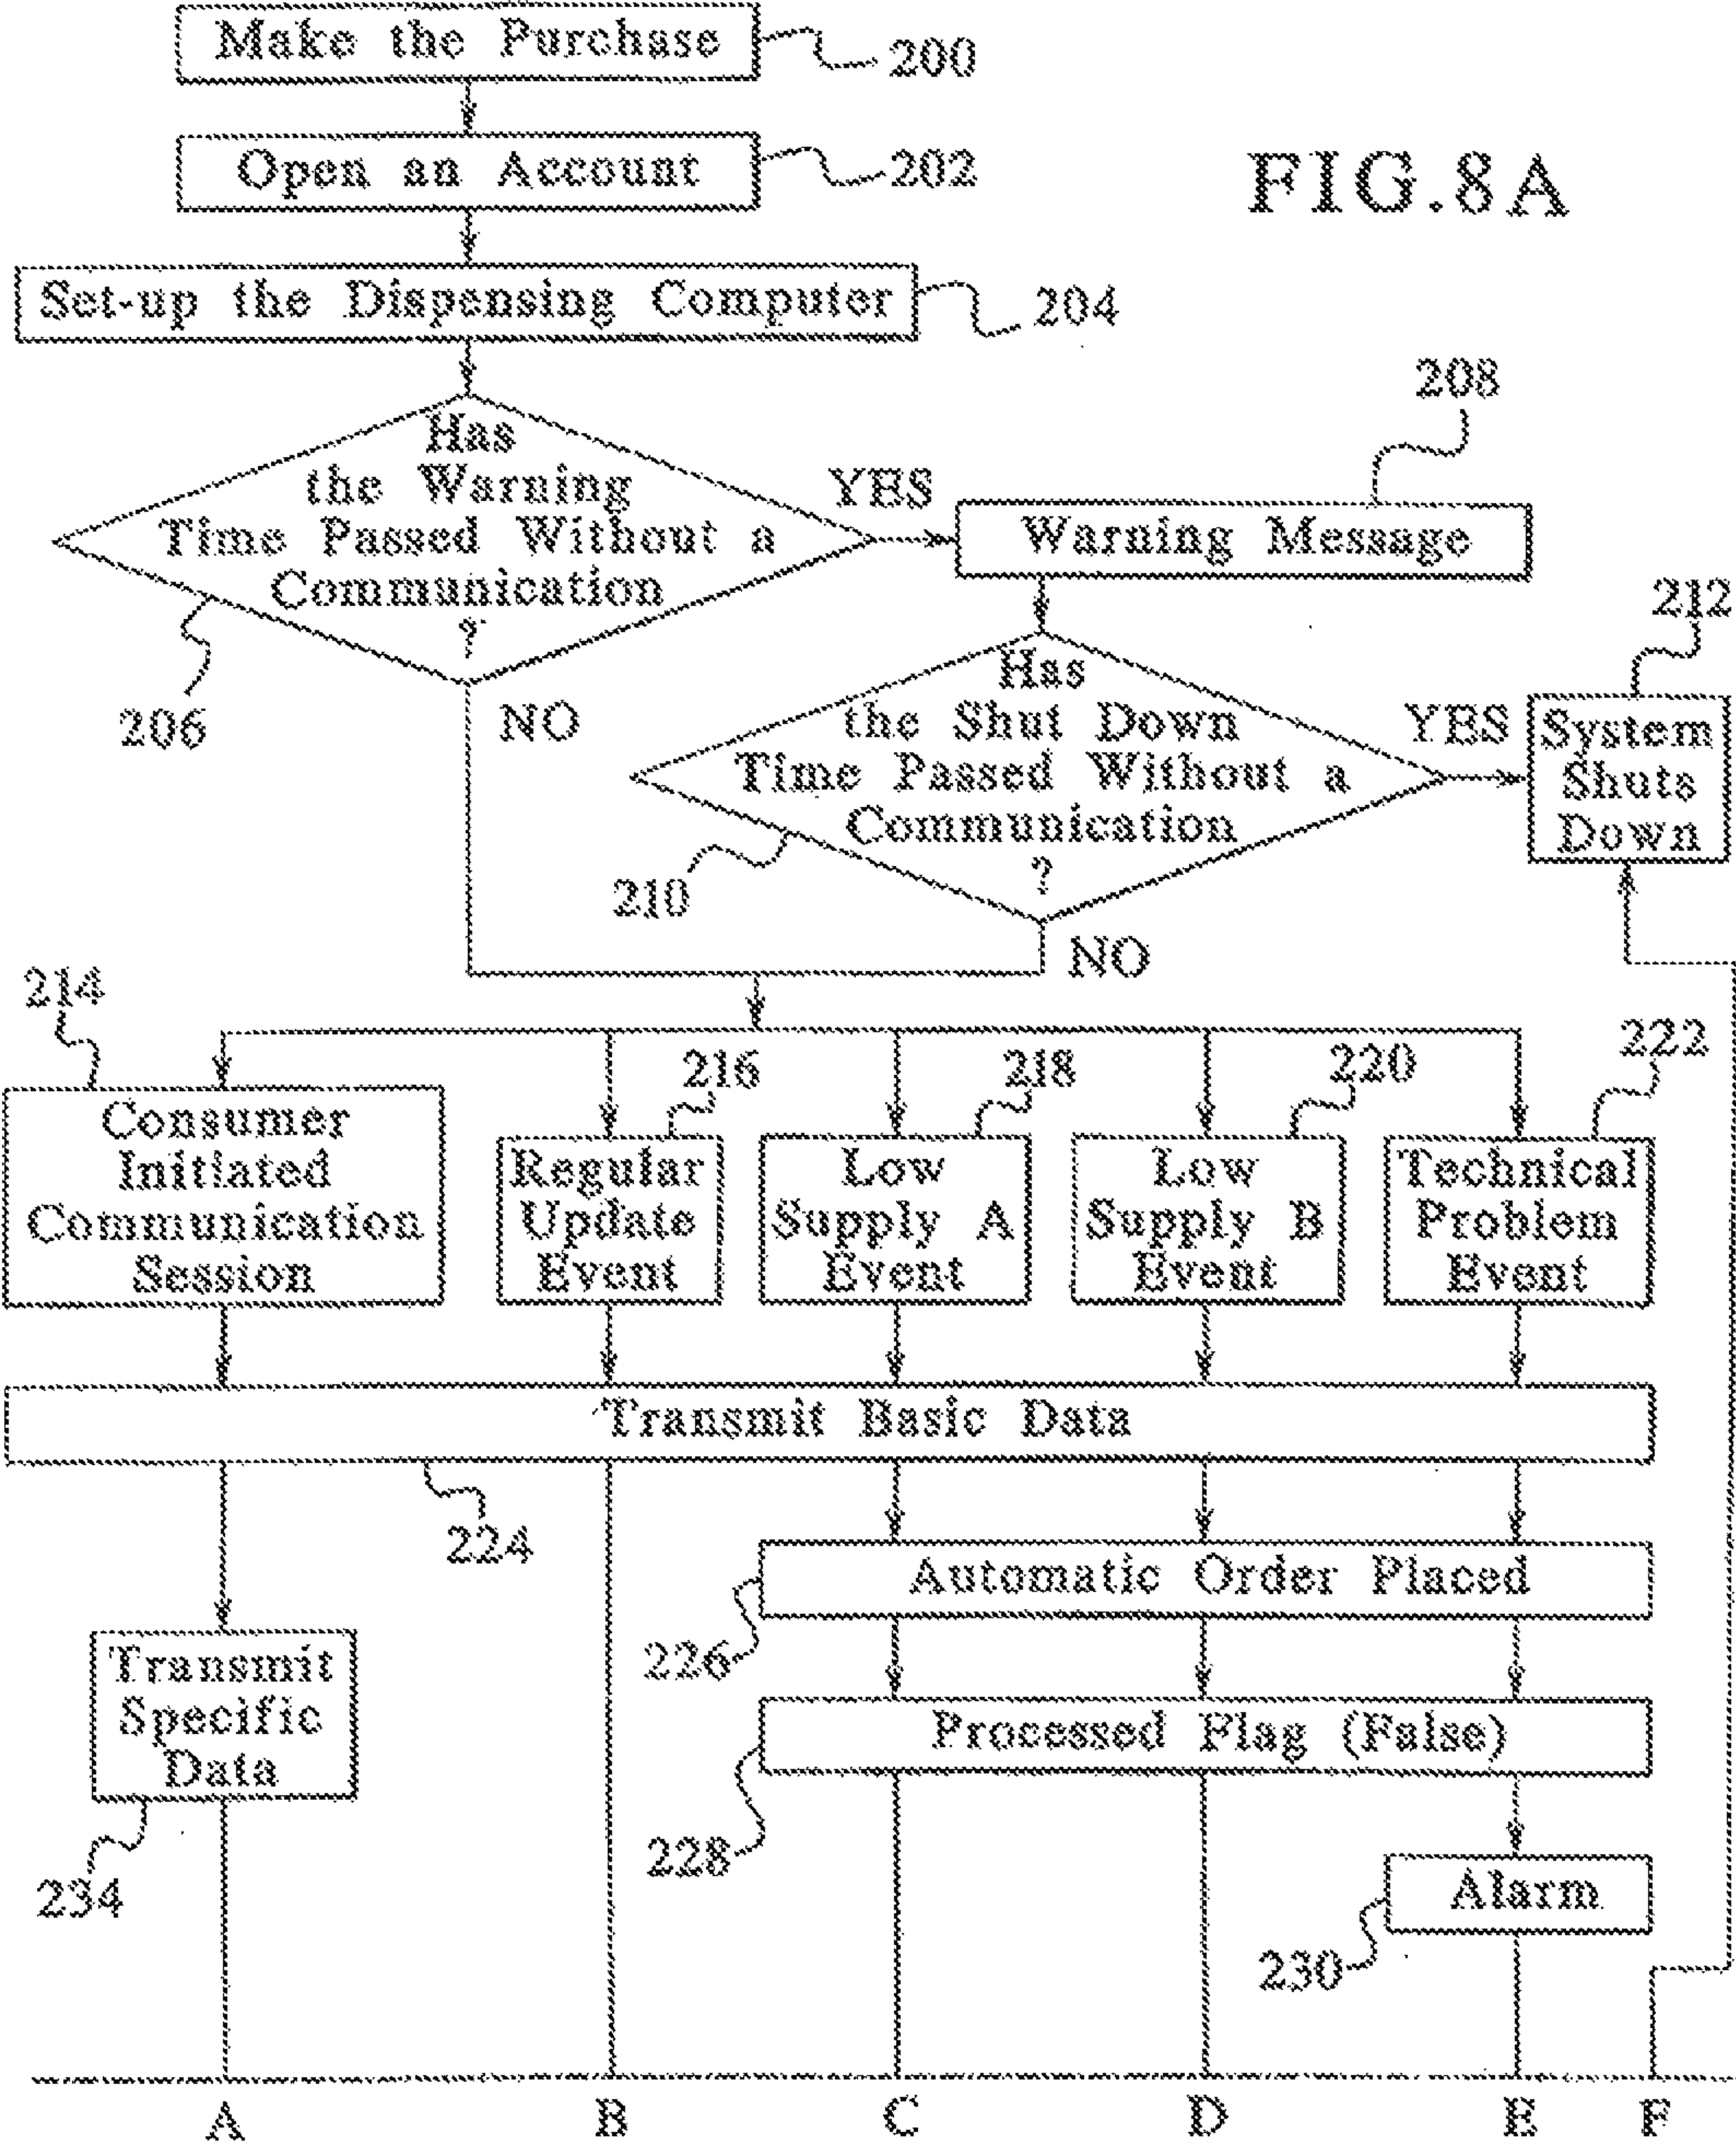 Make the Purchase
200
Open an Account
202
FIG.8A
Set-up the Dispensing Computer
204
208
Has
the Warning
Time Passed Without a
Communication
?
YES
Warning Message
206
NO
212
Has
the Shut Down
Time Passed Without a
Communication
?
YES
System
Shuts
Down
210
NO
214
216
218
220
222
Consumer
Initiated
Communication
Session
Regular
Update
Event
Low
Supply A
Event
Low
Supply B
Event
Technical
Problem
Event
Transmit Basic Data
224
Automatic Order Placed
226
Transmit
Specific
Data
Processed Flag (False)
228
234
Alarm
230
A B C D E F